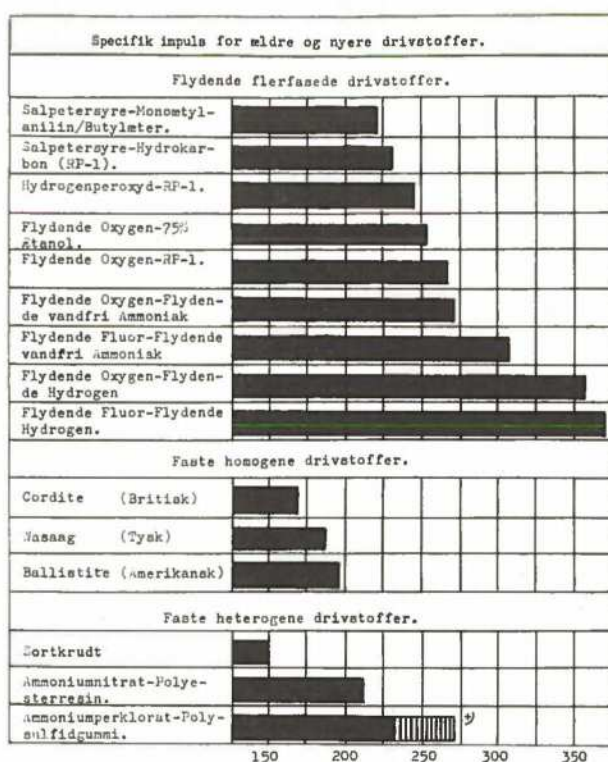 Specifik impuls for ældre og nyere drivstoffer.
Flydende flerfasede drivstoffer.
Salpetersyre-Monomtyl-
anilin/Butylæter.
Salpetersyre-Hydrokar-
bon (RP-1).
Hydrogenperoxyd-RP-1.
Flydende Oxygen-75%
Ætanol.
Flydende Oxygen-RP-1.
Flydende Oxygen-Flyden-
de vandfri Ammoniak
Flydende Fluor-Flydende
vandfri Ammoniak
Flydende Oxygen-Flyden-
de Hydrogen
Flydende Fluor-Flydende
Hydrogen.
Faste homogene drivstoffer.
Cordite (Britisk)
Wasaag (Tysk)
Ballistite (Amerikansk)
Faste heterogene drivstoffer.
Sortkrudt
Ammoniumnitrat-Polye-
sterresin.
Ammoniumperklorat-Poly-
sulfidgummi.
+)
150 200 250 300 350